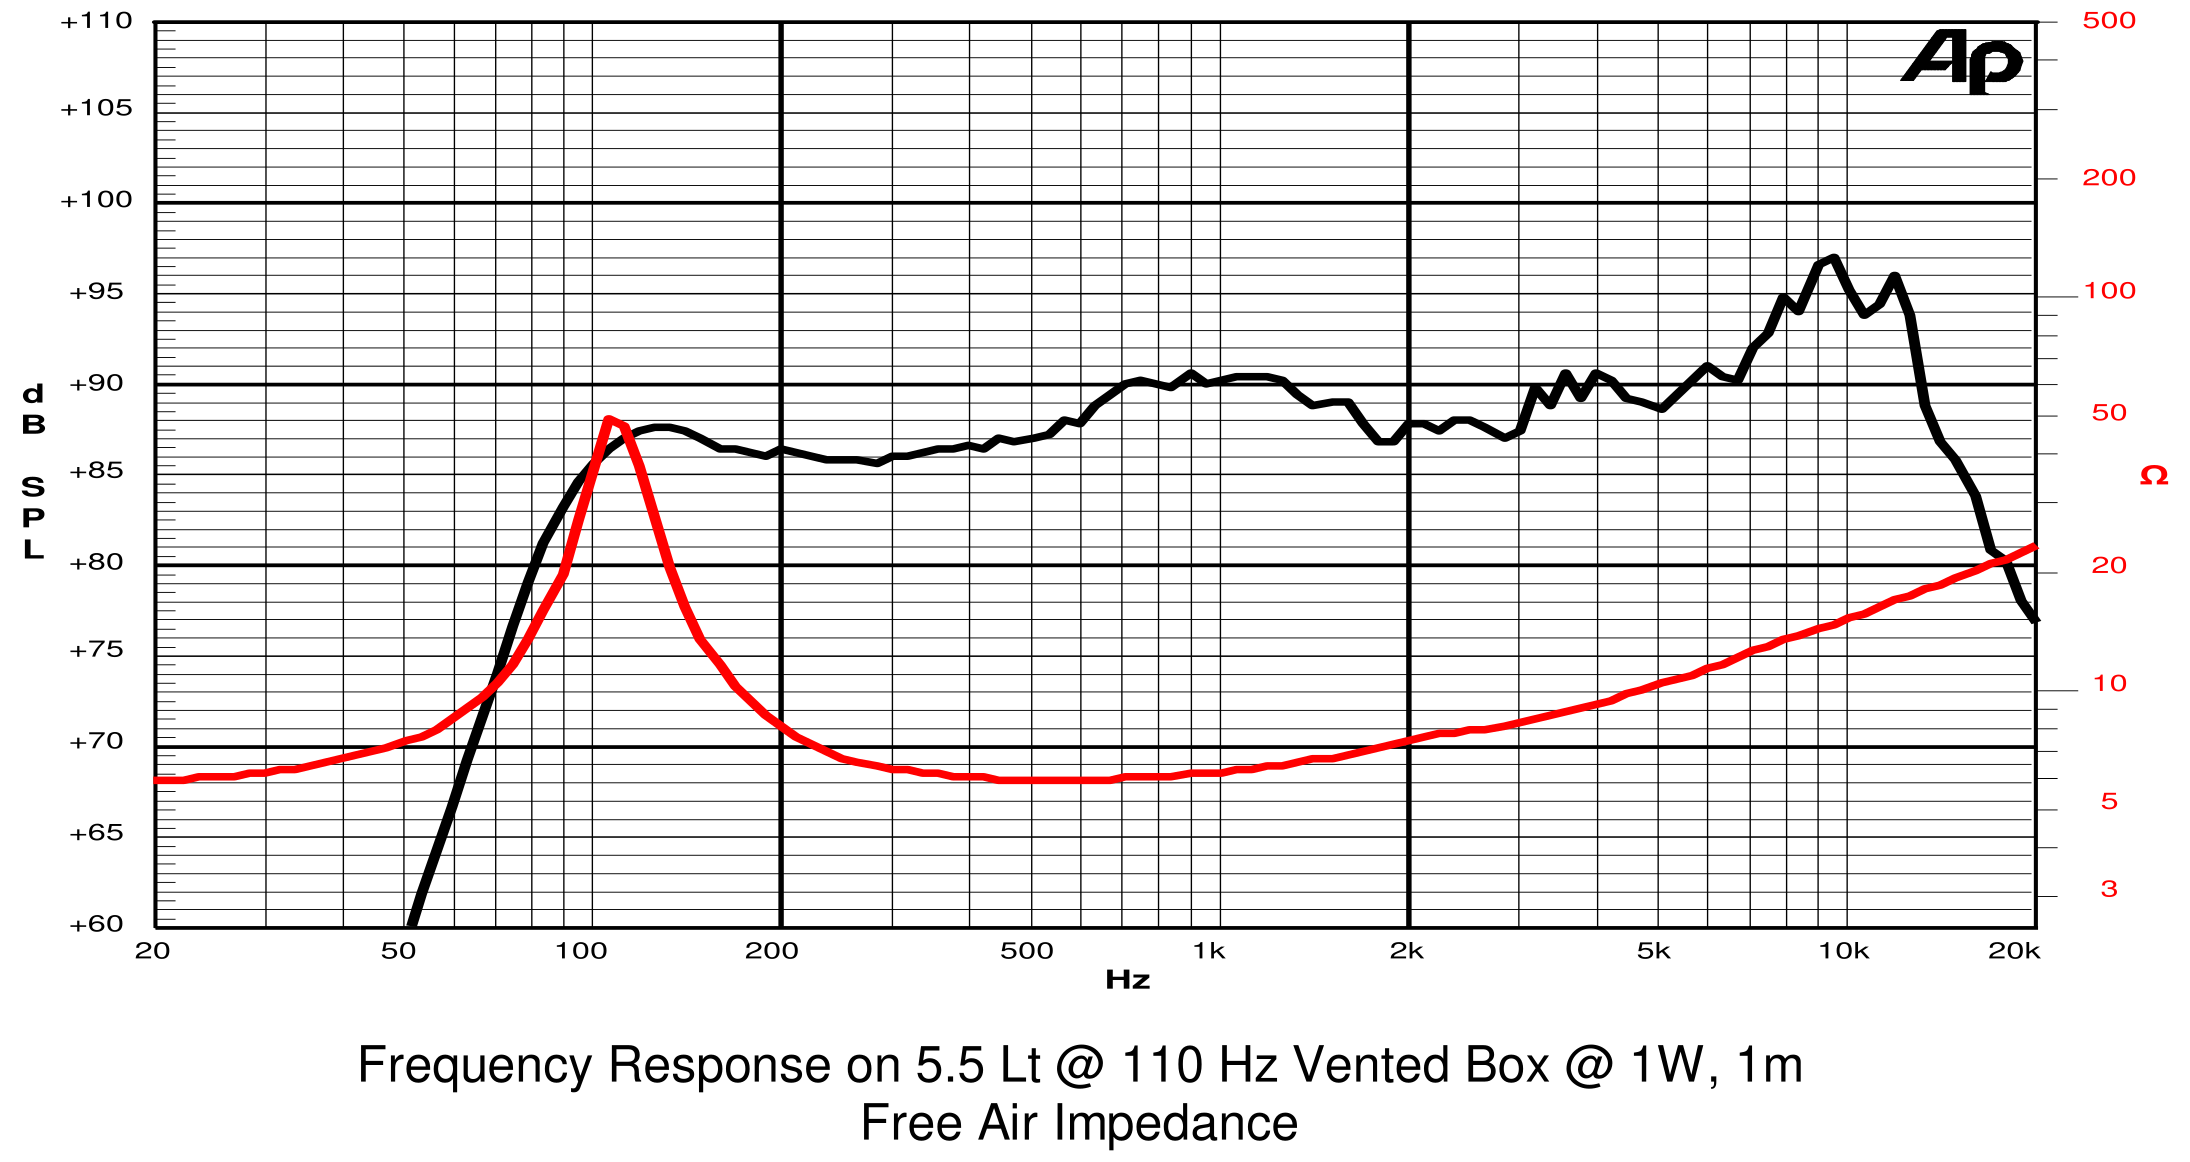 Ap
+110
+105
+100
+95
+90
+85
+80
+75
+70
+65
+60
d
B
S
P
L
500
200
100
50
Ω
20
10
5
3
20 50 100 200 500 1k 2k 5k 10k 20k
Hz
Frequency Response on 5.5 Lt @ 110 Hz Vented Box @ 1W, 1m
Free Air Impedance